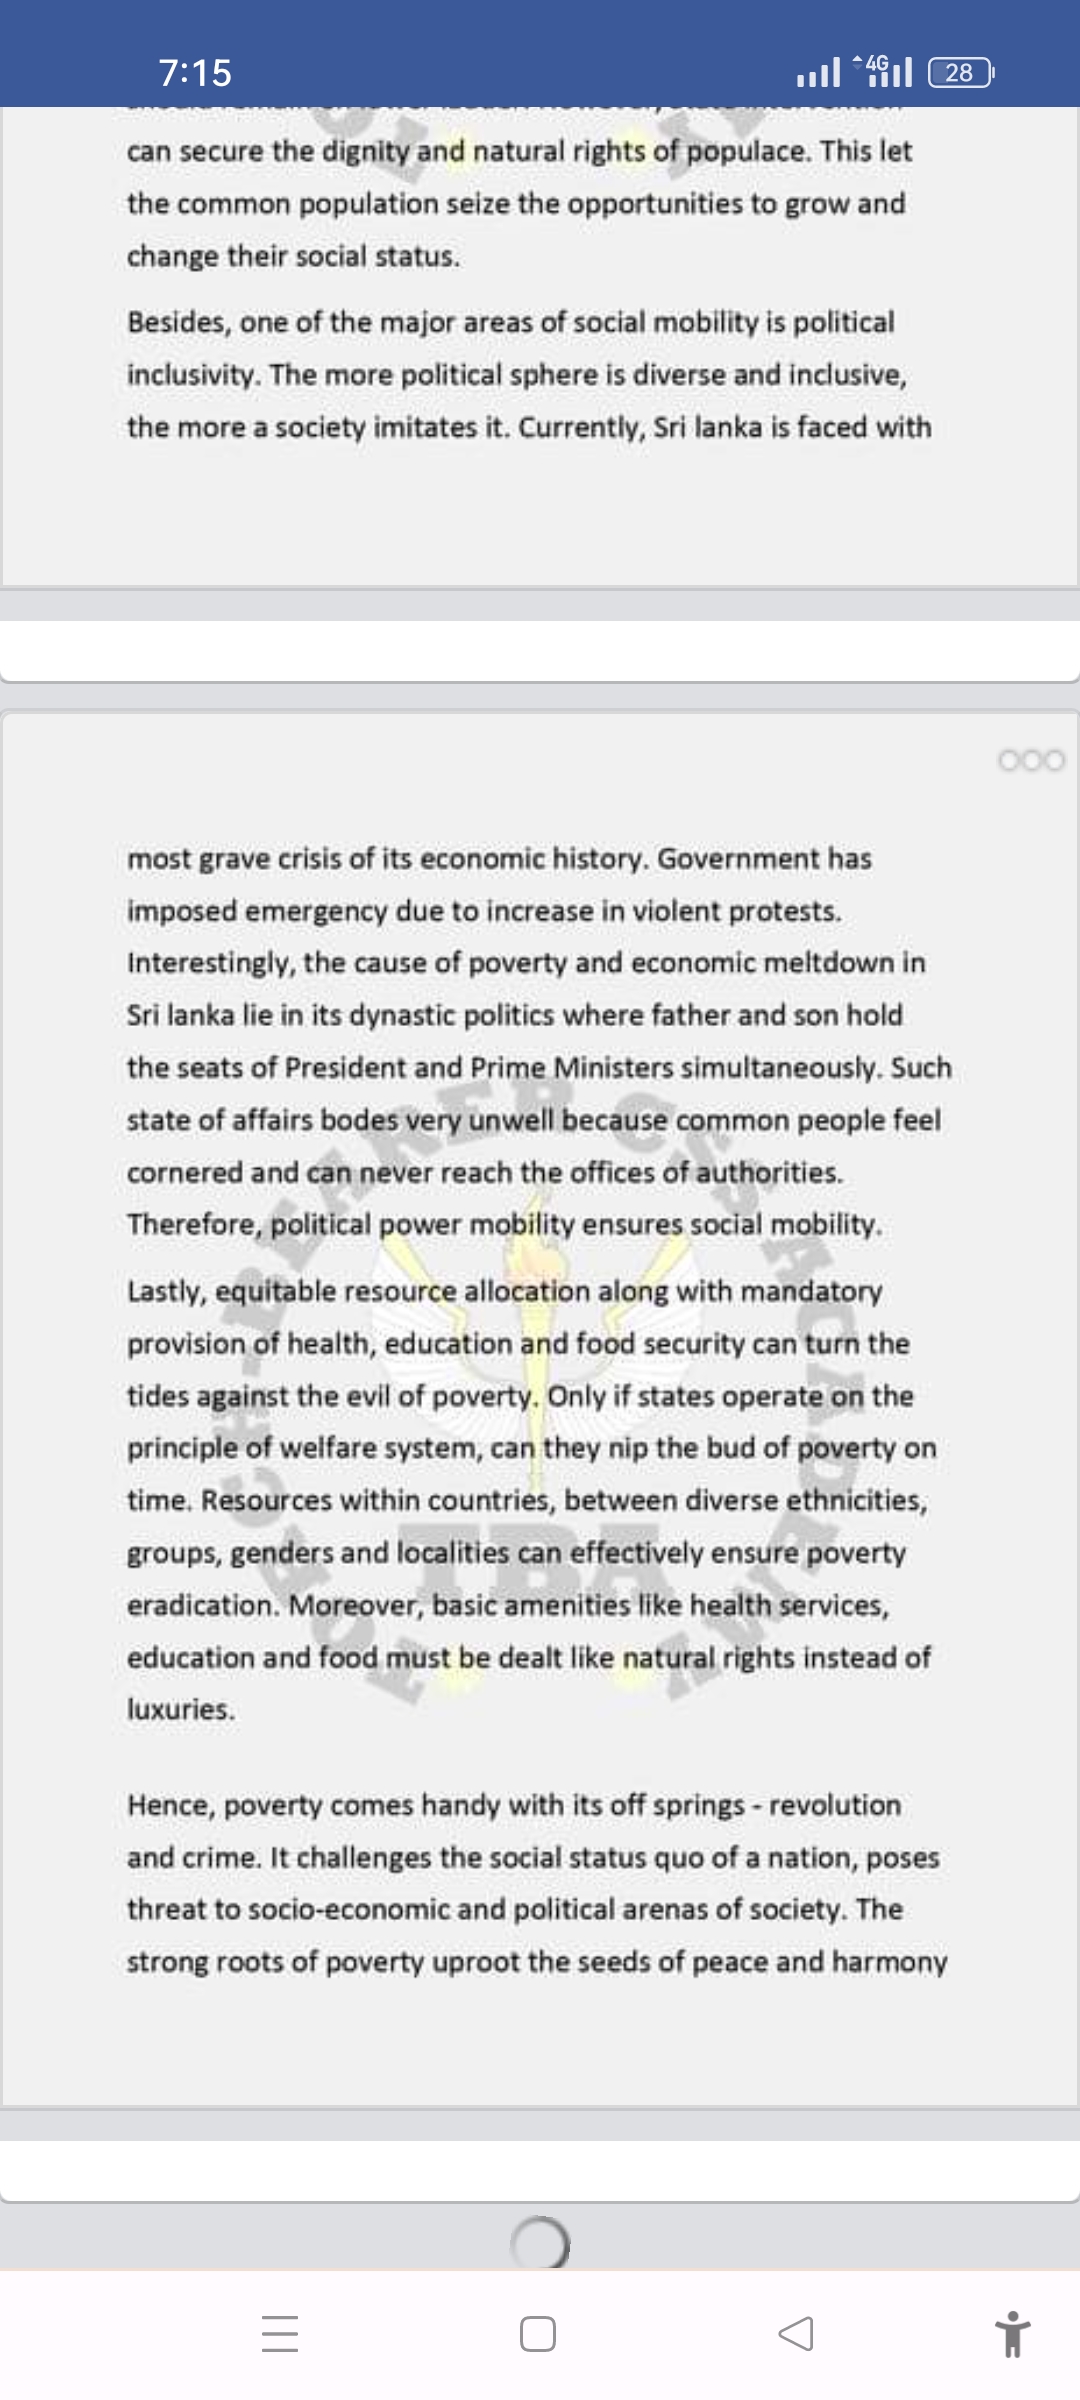 7:15
4G
28
can secure the dignity and natural rights of populace. This let
the common population seize the opportunities to grow and
change their social status.
Besides, one of the major areas of social mobility is political
inclusivity. The more political sphere is diverse and inclusive,
the more a society imitates it. Currently, Sri lanka is faced with
most grave crisis of its economic history. Government has
imposed emergency due to increase in violent protests.
Interestingly, the cause of poverty and economic meltdown in
Sri lanka lie in its dynastic politics where father and son hold
the seats of President and Prime Ministers simultaneously. Such
state of affairs bodes very unwell because common people feel
cornered and can never reach the offices of authorities.
Therefore, political power mobility ensures social mobility.
Lastly, equitable resource allocation along with mandatory
provision of health, education and food security can turn the
tides against the evil of poverty. Only if states operate on the
principle of welfare system, can they nip the bud of poverty on
time. Resources within countries, between diverse ethnicities,
groups, genders and localities can effectively ensure poverty
eradication. Moreover, basic amenities like health services,
education and food must be dealt like natural rights instead of
luxuries.
Hence, poverty comes handy with its off springs - revolution
and crime. It challenges the social status quo of a nation, poses
threat to socio-economic and political arenas of society. The
strong roots of poverty uproot the seeds of peace and harmony
TORCH-BEARER CSS ACADEMY
TBA